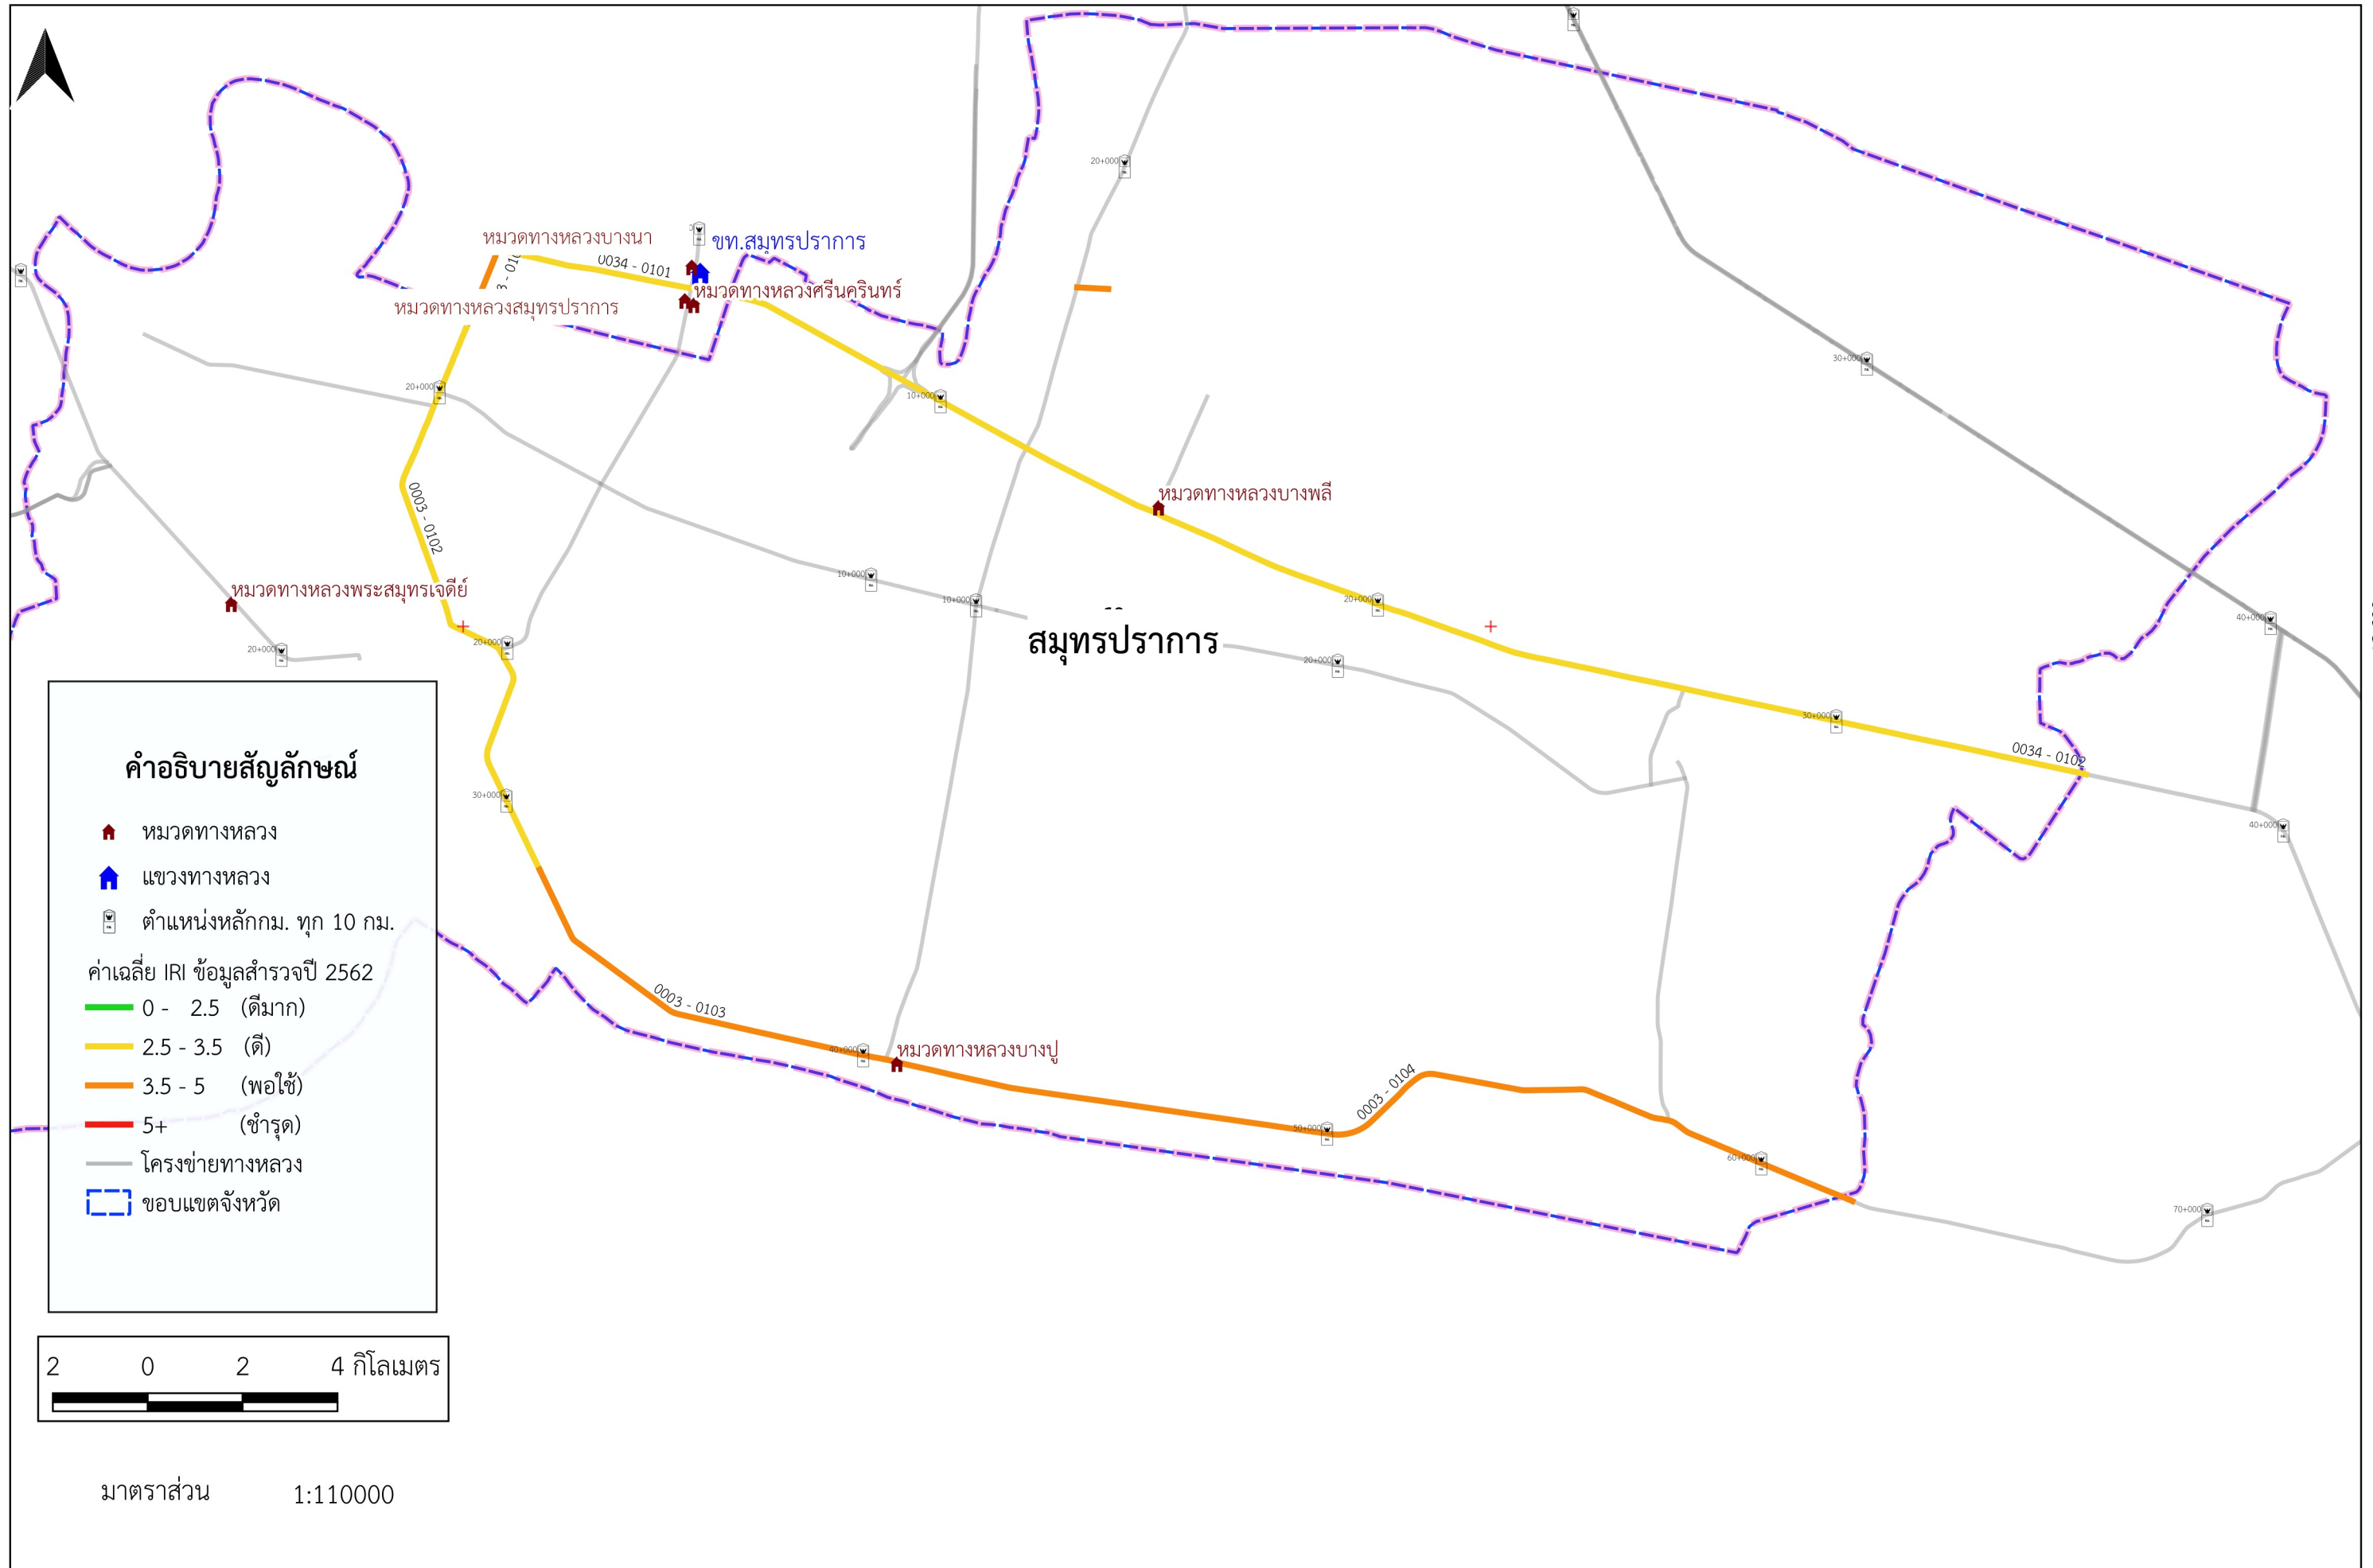 20+000
หมวดทางหลวงบางนา
ขท.สมุทรปราการ
0034 - 0101
หมวดทางหลวงศรีนครินทร์
หมวดทางหลวงสมุทรปราการ
30+000
20+000
10+000
หมวดทางหลวงบางพลี
0003 - 0102
หมวดทางหลวงพระสมุทรเจดีย์
10+000
10+000
20+000
40+000
สมุทรปราการ
20+000
20+000
20+000
30+000
0034 - 0102
30+000
40+000
0003 - 0103
40+000
หมวดทางหลวงบางปู
0003 - 0104
50+000
60+000
70+000
คำอธิบายสัญลักษณ์
หมวดทางหลวง
แขวงทางหลวง
ตำแหน่งหลักกม. ทุก 10 กม.
ค่าเฉลี่ย IRI ข้อมูลสำรวจปี 2562
0 - 2.5 (ดีมาก)
2.5 - 3.5 (ดี)
3.5 - 5 (พอใช้)
5+ (ชำรุด)
โครงข่ายทางหลวง
ขอบเขตจังหวัด
2 0 2 4 กิโลเมตร
มาตราส่วน 1:110000